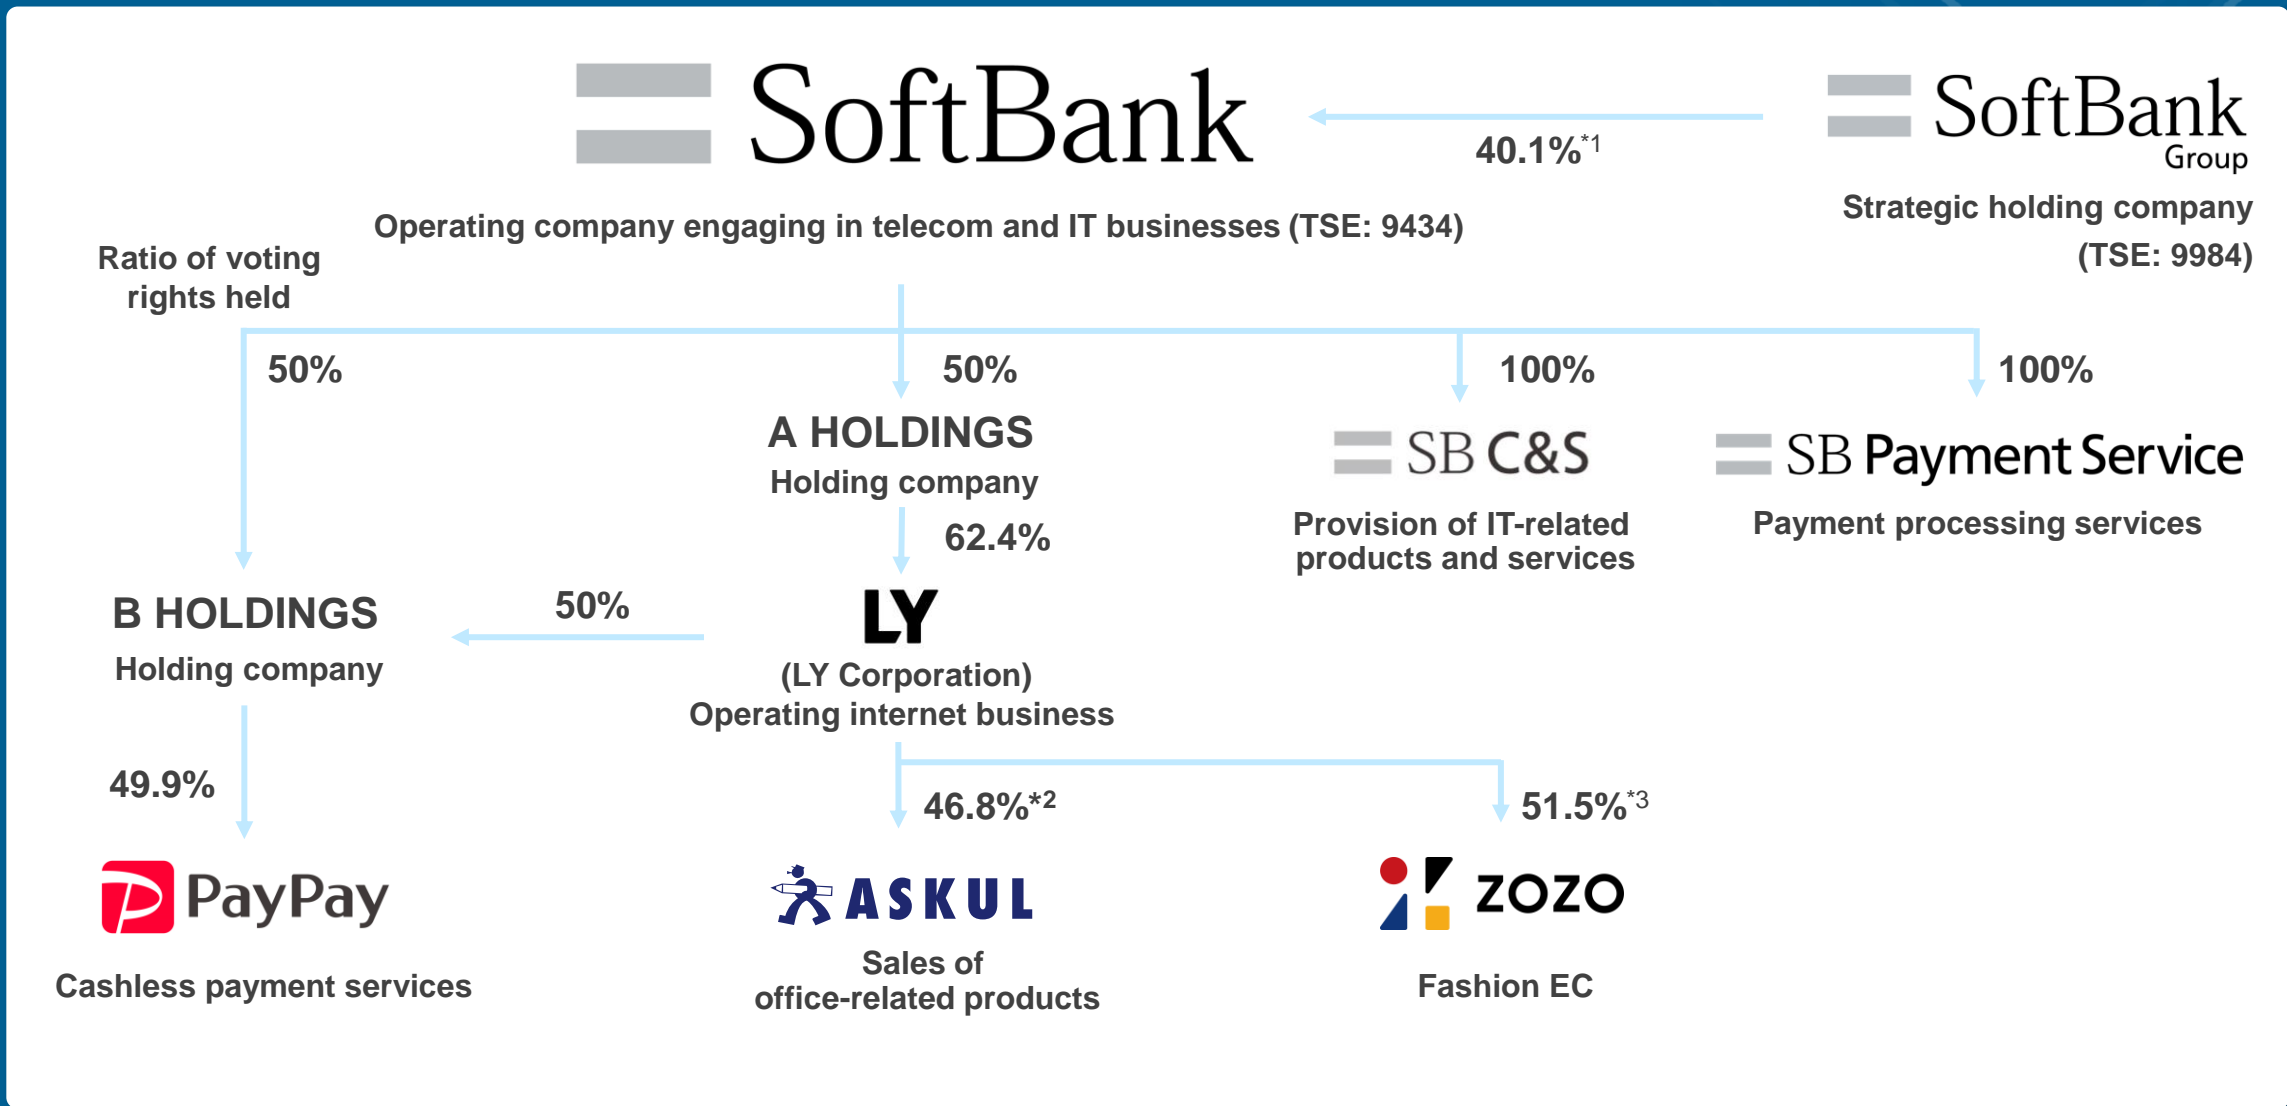 SoftBank
40.1%*1
SoftBank
Group
Strategic holding company
(TSE: 9984)
Operating company engaging in telecom and IT businesses (TSE: 9434)
Ratio of voting
rights held
50%
50%
100%
100%
A HOLDINGS
Holding company
62.4%
SB C&S
Provision of IT-related
products and services
SB Payment Service
Payment processing services
B HOLDINGS
Holding company
50%
LY
(LY Corporation)
Operating internet business
49.9%
46.8%*2
51.5%*3
PayPay
Cashless payment services
ASKUL
Sales of
office-related products
ZOZO
Fashion EC